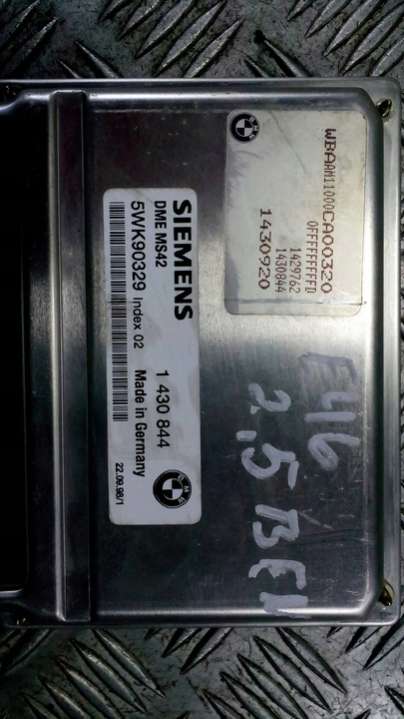 WBAAM11000CA00320
0FFFFFFFFFFD
1429762
1430844
1430920
SIEMENS
DME MS42
5WK90329 Index 02
1 430 844
Made in Germany
22.09.98/1
E46
2.5 BEN